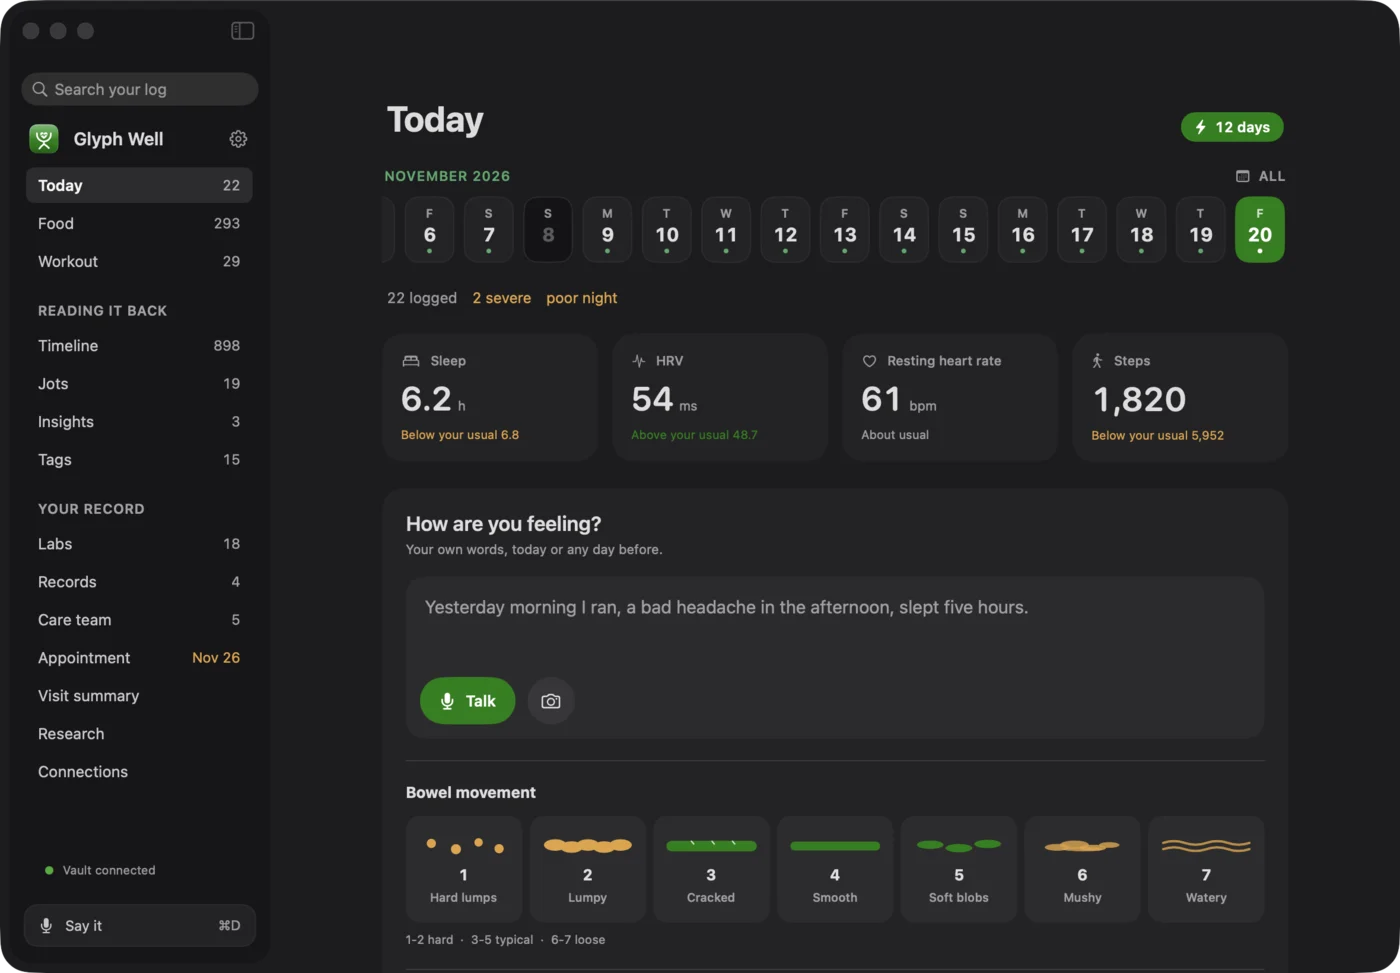 Search your log
Glyph Well
Today 22
Food 293
Workout 29
READING IT BACK
Timeline 898
Jots 19
Insights 3
Tags 15
YOUR RECORD
Labs 18
Records 4
Care team 5
Appointment Nov 26
Visit summary
Research
Connections
Vault connected
Say it ⌘D
Today
12 days
NOVEMBER 2026
ALL
F S S M T W T F S S M T W T F
6 7 8 9 10 11 12 13 14 15 16 17 18 19 20
22 logged 2 severe poor night
Sleep
6.2 h
Below your usual 6.8
HRV
54 ms
Above your usual 48.7
Resting heart rate
61 bpm
About usual
Steps
1,820
Below your usual 5,952
How are you feeling?
Your own words, today or any day before.
Yesterday morning I ran, a bad headache in the afternoon, slept five hours.
Talk
Bowel movement
1 2 3 4 5 6 7
Hard lumps Lumpy Cracked Smooth Soft blobs Mushy Watery
1-2 hard · 3-5 typical · 6-7 loose